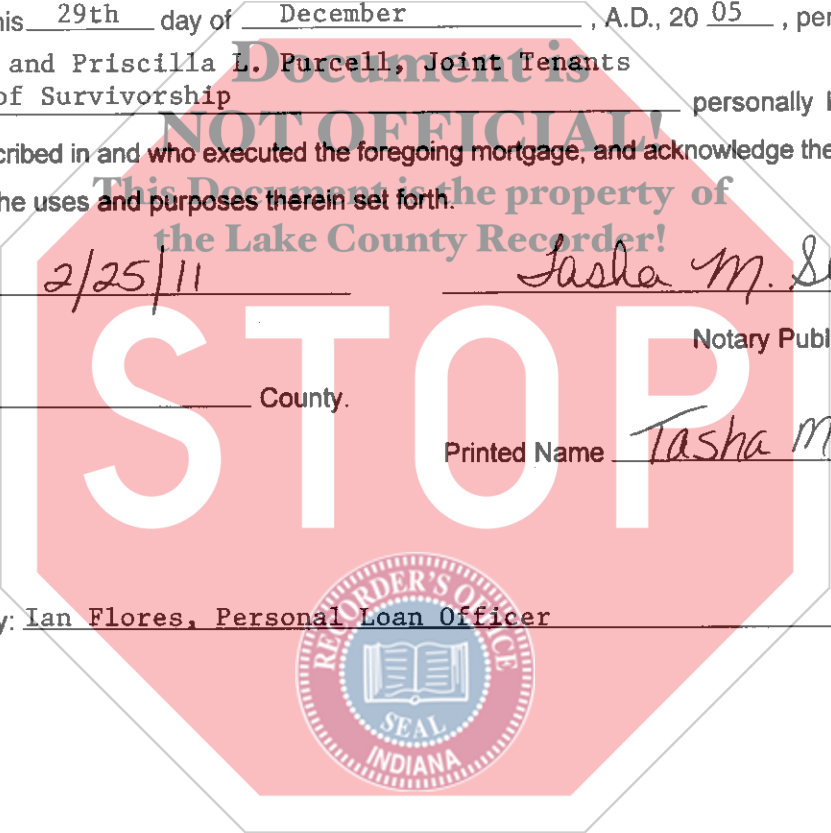 his 29th day of December , A.D., 20 05 , per
and Priscilla L. Purcell, Joint Tenants
of Survivorship personally
cribed in and who executed the foregoing mortgage, and acknowledge the
he uses and purposes therein set forth.
Document is
NOT OFFICIAL!
This Document is the property of
the Lake County Recorder!
2/25/11 Tasha M.
Notary Publi
STOP
County.
Printed Name Tasha M
y: Ian Flores, Personal Loan Officer
RECORDER'S OFFICE
SEAL
INDIANA